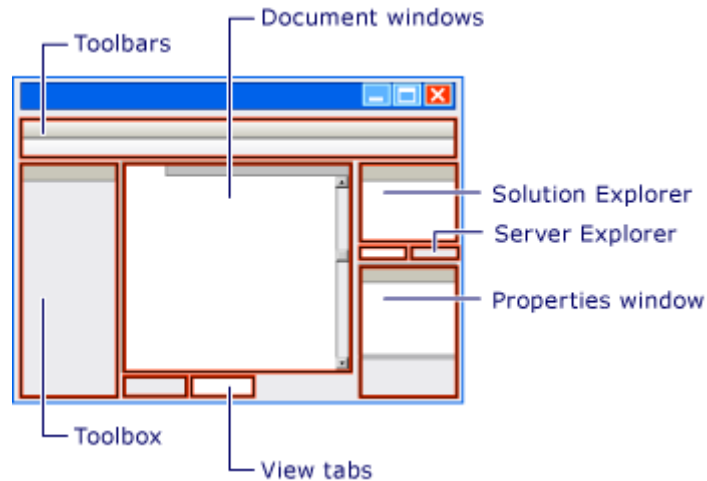 Document windows
Toolbars
Solution Explorer
Server Explorer
Properties window
Toolbox
View tabs